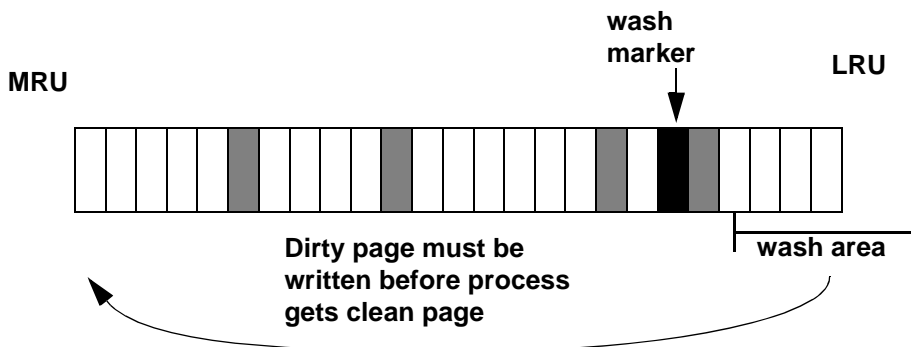 wash
marker
MRU
LRU
wash area
Dirty page must be
written before process
gets clean page